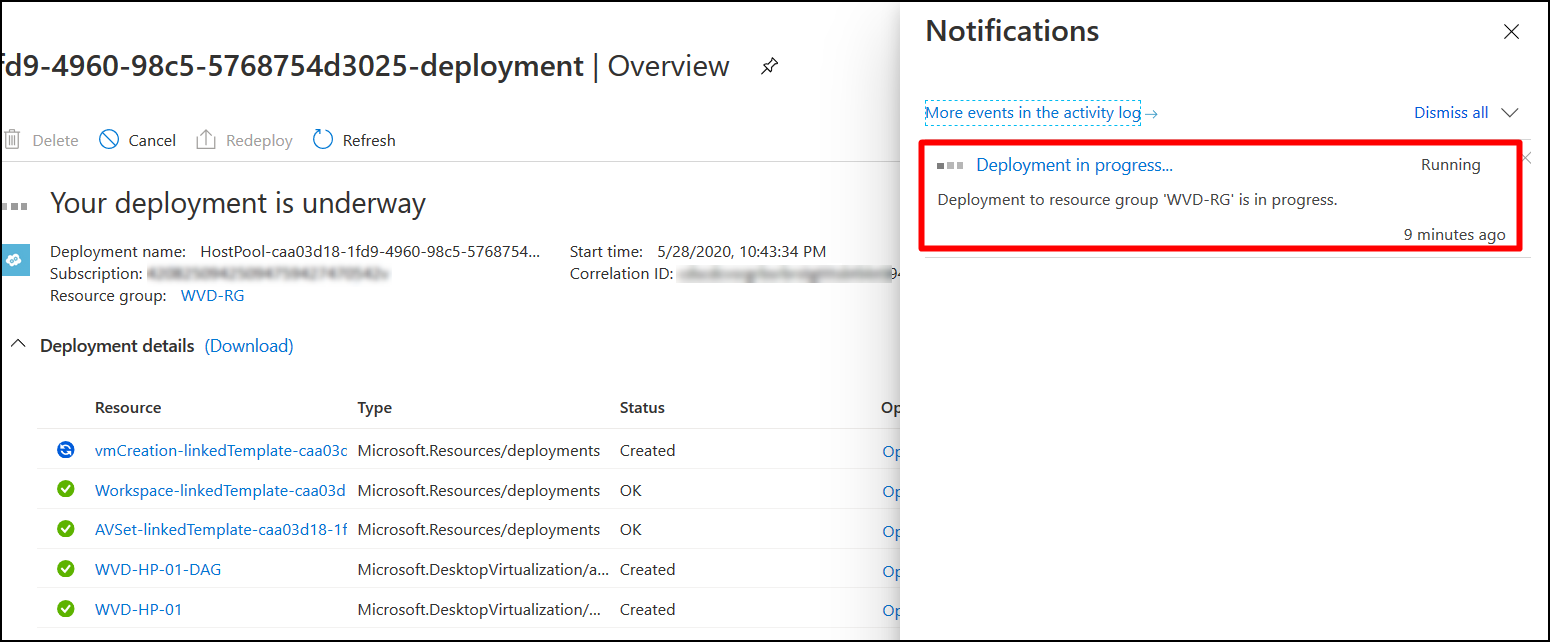 fd9-4960-98c5-5768754d3025-deployment | Overview
Delete Cancel Redeploy Refresh
Your deployment is underway
Deployment name: HostPool-caa03d18-1fd9-4960-98c5-5768754... Start time: 5/28/2020, 10:43:34 PM
Subscription: Correlation ID:
Resource group: WVD-RG
Deployment details (Download)
Resource Type Status Op
vmCreation-linkedTemplate-caa03c Microsoft.Resources/deployments Created Op
Workspace-linkedTemplate-caa03d Microsoft.Resources/deployments OK Op
AVSet-linkedTemplate-caa03d18-1f Microsoft.Resources/deployments OK Op
WVD-HP-01-DAG Microsoft.DesktopVirtualization/a... Created Op
WVD-HP-01 Microsoft.DesktopVirtualization/... Created Op
Notifications
More events in the activity log → Dismiss all
Deployment in progress... Running
Deployment to resource group 'WVD-RG' is in progress.
9 minutes ago